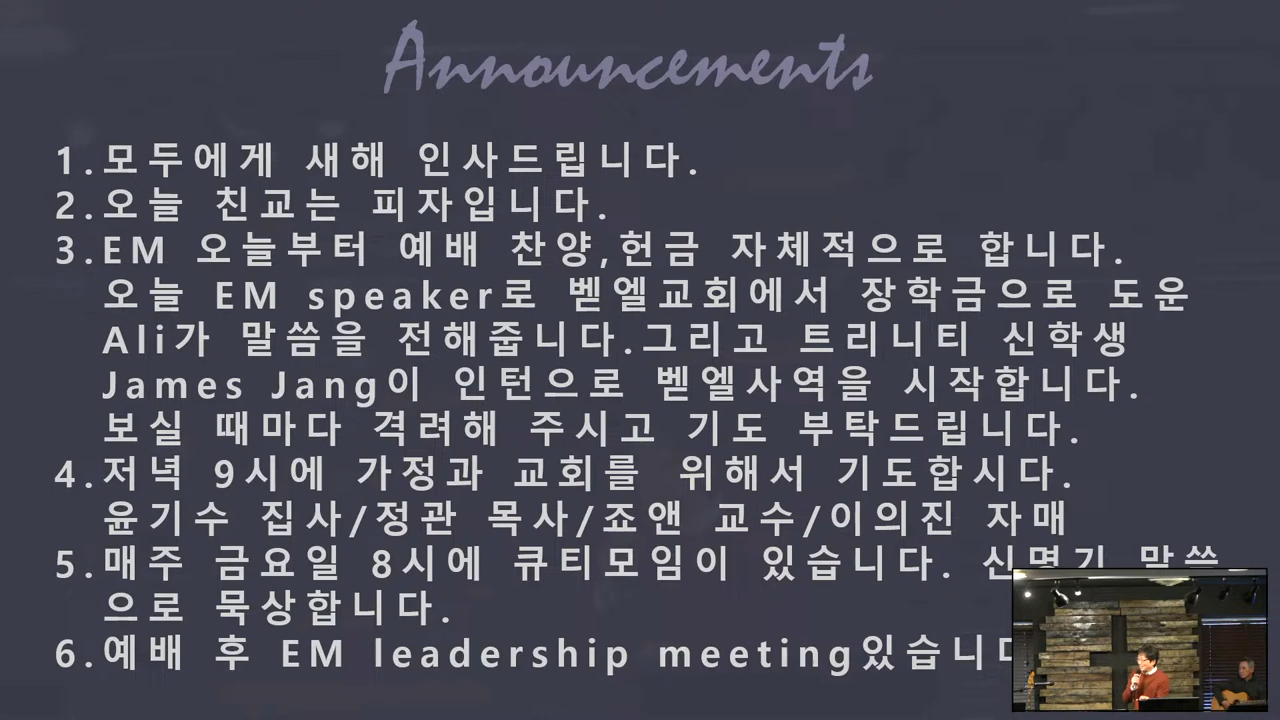 Announcements
1.모두에게 새해 인사드립니다.
2.오늘 친교는 피자입니다.
3.EM 오늘부터 예배 찬양,헌금 자체적으로 합니다.
오늘 EM speaker로 벧엘교회에서 장학금으로 도운
Ali가 말씀을 전해줍니다.그리고 트리니티 신학생
James Jang이 인턴으로 벧엘사역을 시작합니다.
보실 때마다 격려해 주시고 기도 부탁드립니다.
4.저녁 9시에 가정과 교회를 위해서 기도합시다.
윤기수 집사/정관 목사/죠앤 교수/이의진 자매
5.매주 금요일 8시에 큐티모임이 있습니다. 신명기 말씀
으로 묵상합니다.
6.예배 후 EM leadership meeting있습니다